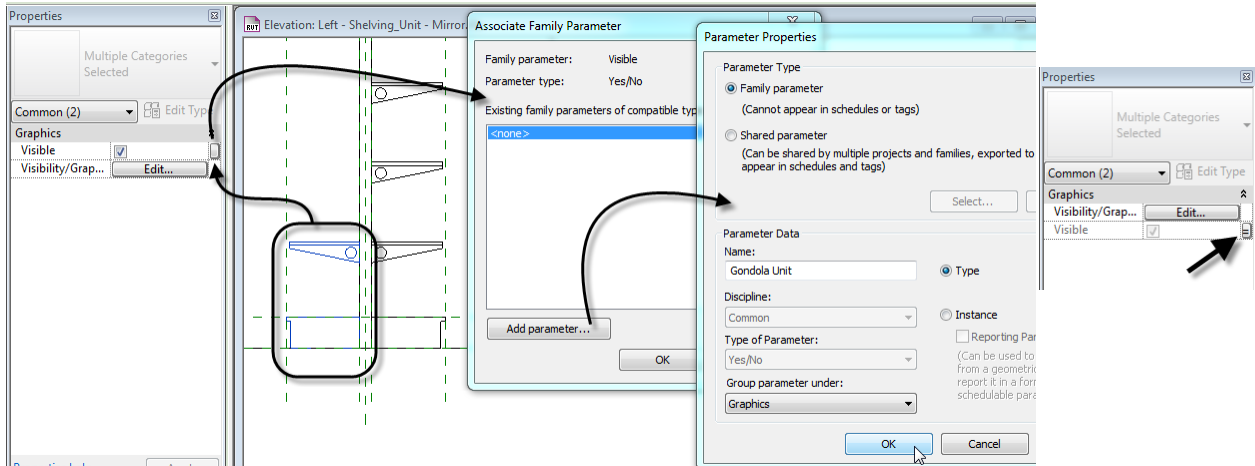 Properties
Multiple Categories
Selected
Common (2)
Edit Type
Graphics
Visible
Visibility/Grap...
Edit...
RVT Elevation: Left - Shelving_Unit - Mirror.
Associate Family Parameter
Family parameter: Visible
Parameter type: Yes/No
Existing family parameters of compatible typ
<none>
Add parameter...
OK
Parameter Properties
Parameter Type
Family parameter
(Cannot appear in schedules or tags)
Shared parameter
(Can be shared by multiple projects and families, exported to
appear in schedules and tags)
Select...
Parameter Data
Name:
Gondola Unit
Type
Discipline:
Common
Instance
Type of Parameter:
Reporting Par
Yes/No
(Can be used to
from a geometric
report it in a form
schedulable para
Group parameter under:
Graphics
OK
Cancel
Properties
Multiple Categories
Selected
Common (2)
Edit Type
Graphics
Visibility/Grap...
Edit...
Visible